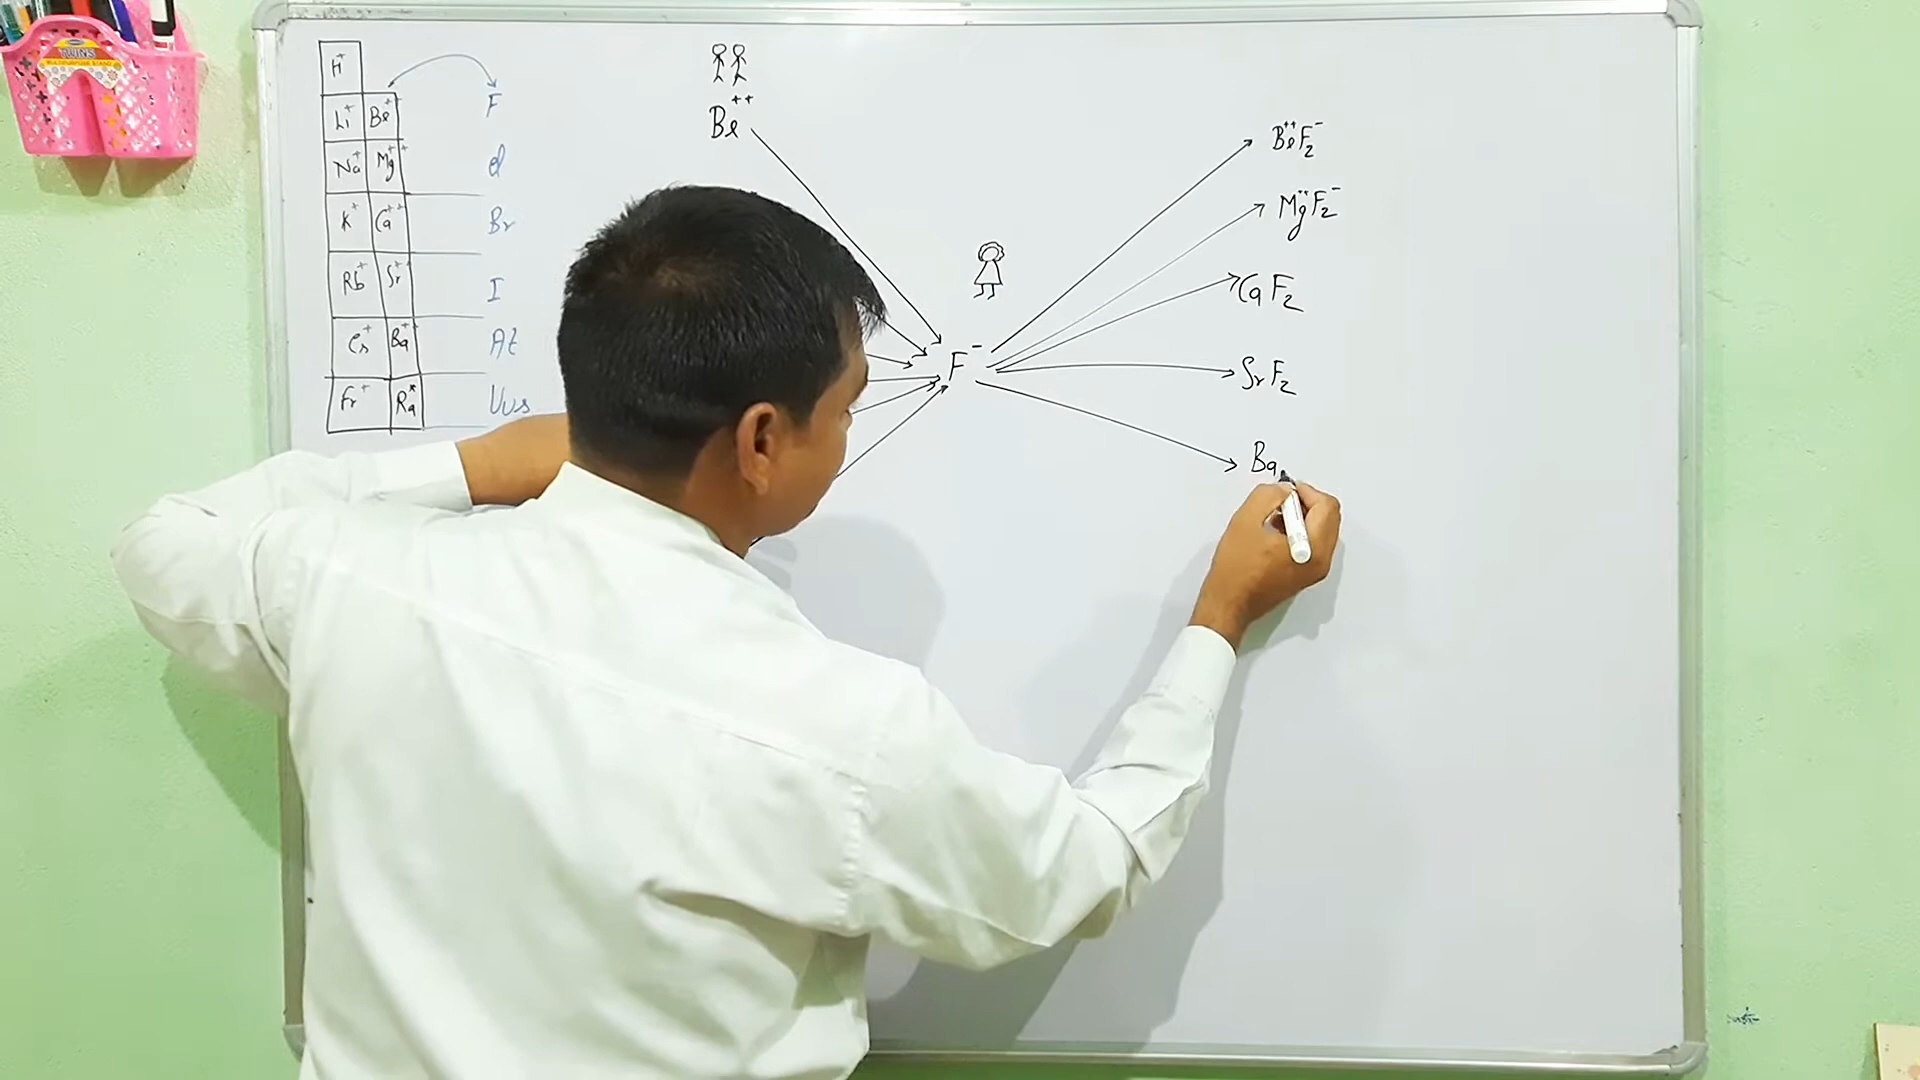 TWINS
H+
Li+ Be++ F
Na+ Mg++ Cl
K+ Ca++ Br
Rb+ Sr++ I
Cs+ Ba++ At
Fr+ Ra Uus
Be++
F-
Be++F2-
Mg++F2-
CaF2
SrF2
Ba